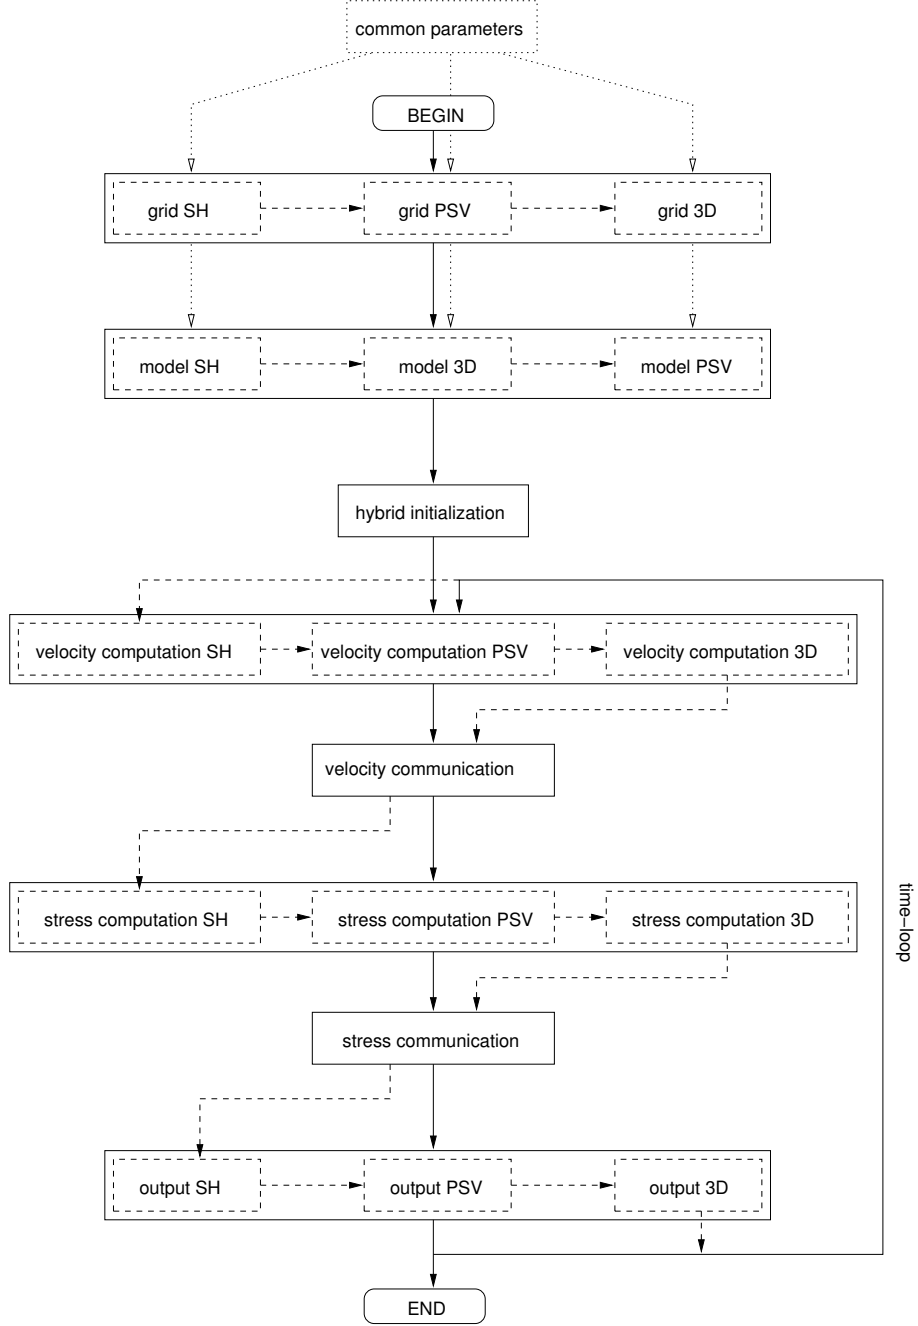 common parameters
BEGIN
grid SH
grid PSV
grid 3D
model SH
model 3D
model PSV
hybrid initialization
velocity computation SH
velocity computation PSV
velocity computation 3D
velocity communication
stress computation SH
stress computation PSV
stress computation 3D
time-loop
stress communication
output SH
output PSV
output 3D
END